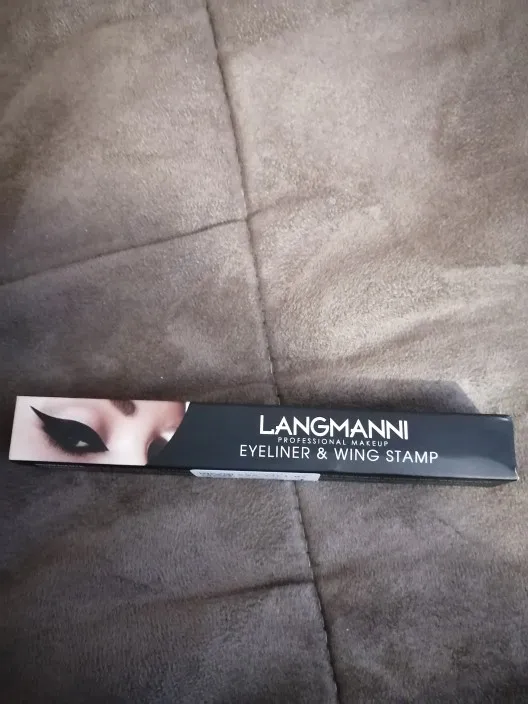 LANGMANNI
PROFESSIONAL MAKEUP
EYELINER & WING STAMP